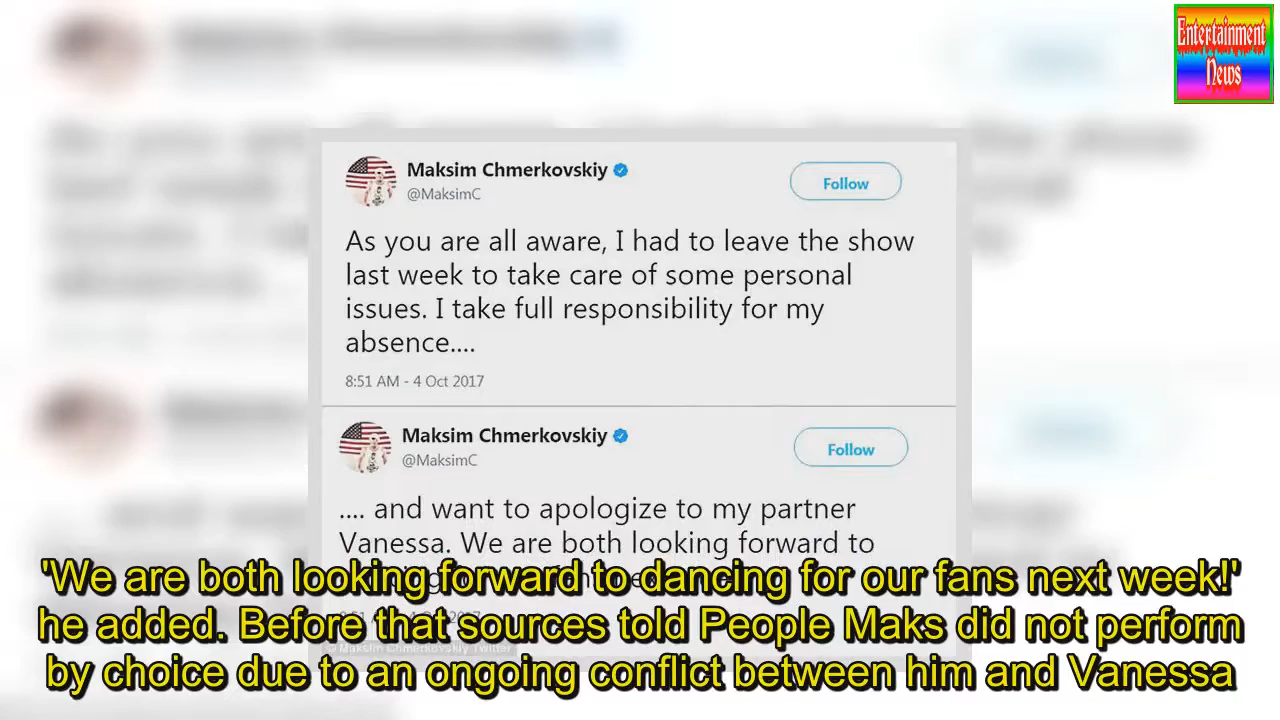 Entertainment
News
Maksim Chmerkovskiy
@MaksimC
Follow
As you are all aware, I had to leave the show
last week to take care of some personal
issues. I take full responsibility for my
absence....
8:51 AM - 4 Oct 2017
Maksim Chmerkovskiy
@MaksimC
Follow
.... and want to apologize to my partner
Vanessa. We are both looking forward to
'We are both looking forward to dancing for our fans next week!'
he added. Before that sources told People Maks did not perform
© Maksim Chmerkovskiy Twitter
by choice due to an ongoing conflict between him and Vanessa